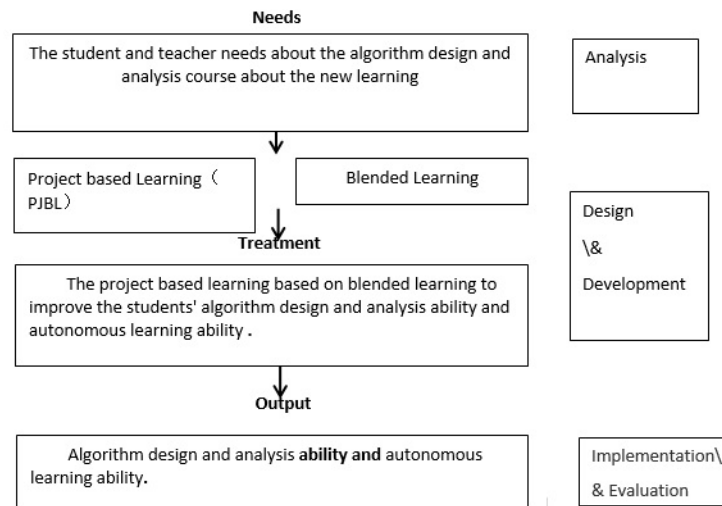 Needs
The student and teacher needs about the algorithm design and
analysis course about the new learning
Analysis
Project based Learning（
PJBL）
Blended Learning
Treatment
The project based learning based on blended learning to
improve the students' algorithm design and analysis ability and
autonomous learning ability .
Design
\&
Development
Output
Algorithm design and analysis ability and autonomous
learning ability.
Implementation\
& Evaluation